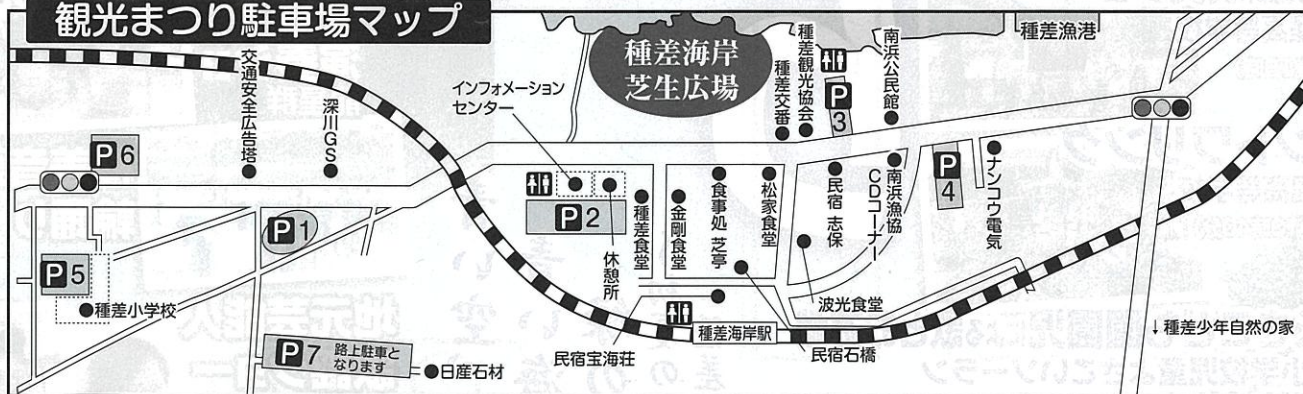 観光まつり駐車場マップ
種差海岸
芝生広場
種差漁港
交通安全広告塔
深川GS
インフォメーション
センター
種差交番
種差観光協会
P3
南浜公民館
P6
P1
P2
休憩所
種差食堂
金剛食堂
食事処 芝亭
松家食堂
民宿 志保
南浜漁協
CDコーナー
P4
ナンコウ電気
P5
種差小学校
P7 路上駐車と
なります
日産石材
民宿宝海荘
種差海岸駅
民宿石橋
波光食堂
↓種差少年自然の家